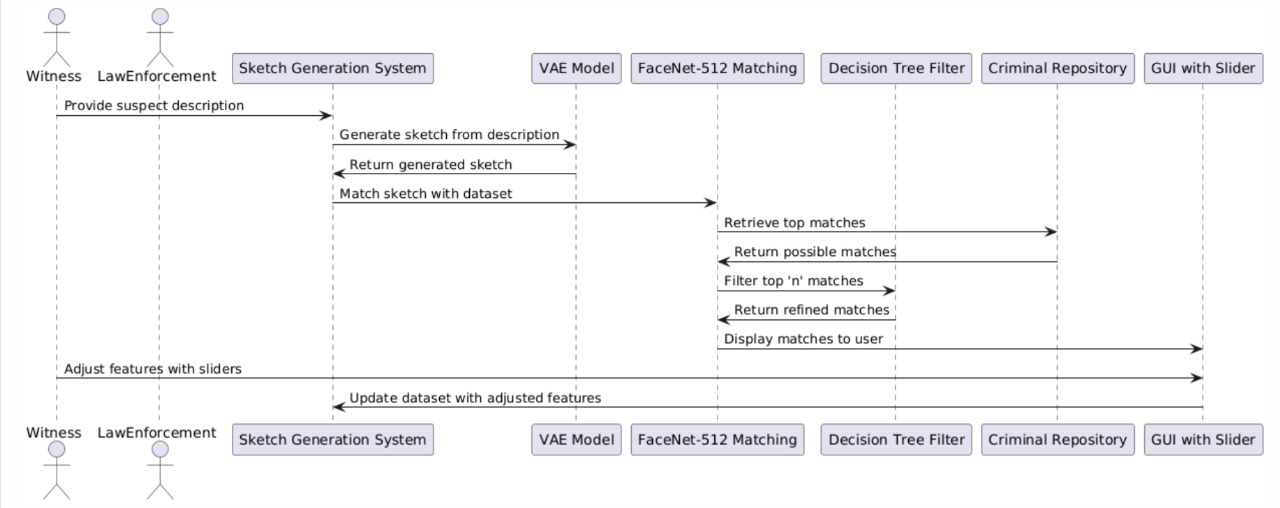 Witness
LawEnforcement
Sketch Generation System
VAE Model
FaceNet-512 Matching
Decision Tree Filter
Criminal Repository
GUI with Slider
Provide suspect description
Generate sketch from description
Return generated sketch
Match sketch with dataset
Retrieve top matches
Return possible matches
Filter top 'n' matches
Return refined matches
Display matches to user
Adjust features with sliders
Update dataset with adjusted features
Witness
LawEnforcement
Sketch Generation System
VAE Model
FaceNet-512 Matching
Decision Tree Filter
Criminal Repository
GUI with Slider